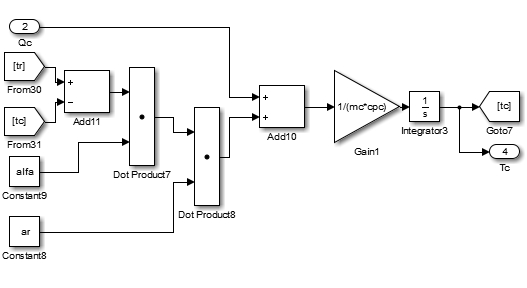 2
Qc
[tr]
From30
+
−
Add11
[tc]
From31
alfa
Constant9
Dot Product7
ar
Constant8
Dot Product8
+
+
Add10
1/(mc*cpc)
Gain1
1
s
Integrator3
[tc]
Goto7
4
Tc